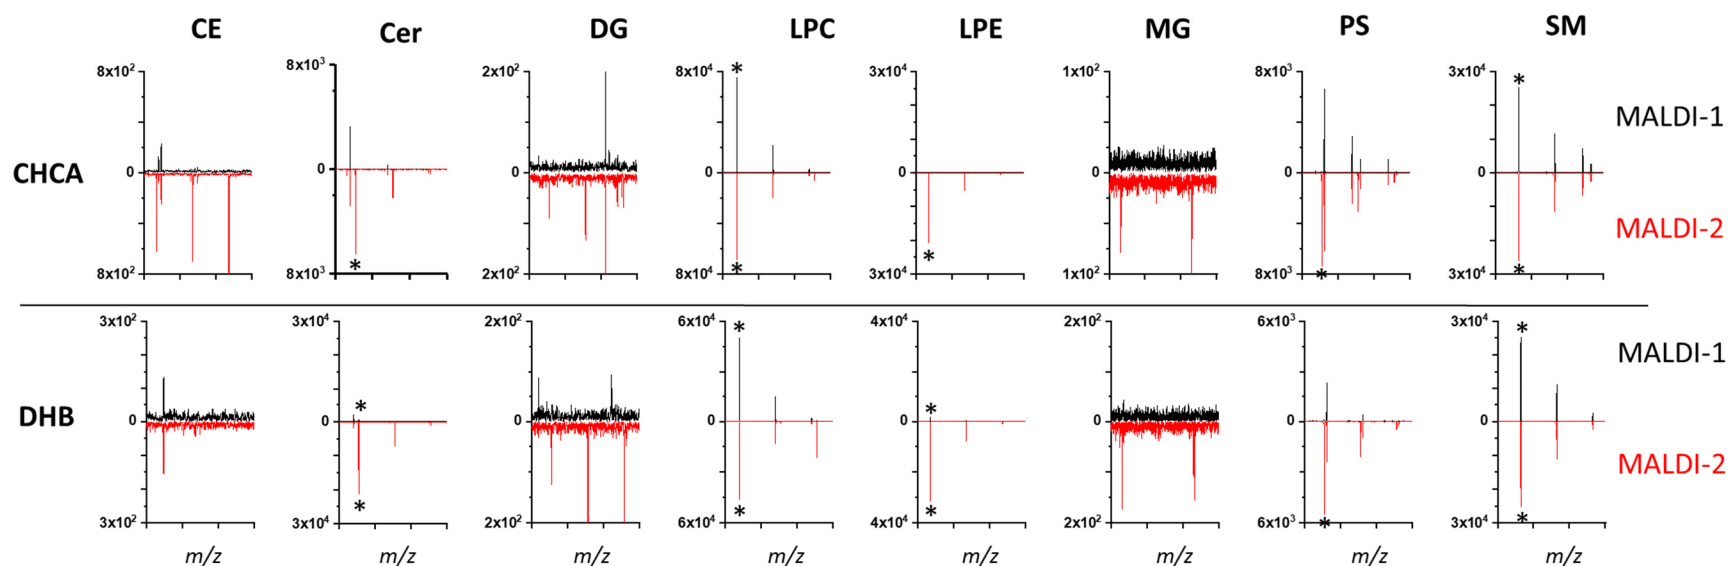 CE Cer DG LPC LPE MG PS SM
8x10² 8x10³ 2x10² 8x10⁴ 3x10⁴ 1x10² 8x10³ 3x10⁴
* *
MALDI-1
CHCA 0 0 0 0 0 0 0 0
MALDI-2
* * * * *
8x10² 8x10³ 2x10² 8x10⁴ 3x10⁴ 1x10² 8x10³ 3x10⁴
3x10² 3x10⁴ 2x10² 6x10⁴ 4x10⁴ 2x10² 6x10³ 3x10⁴
* * * *
MALDI-1
DHB 0 0 0 0 0 0 0 0
MALDI-2
* * * * *
3x10² 3x10⁴ 2x10² 6x10⁴ 4x10⁴ 2x10² 6x10³ 3x10⁴
m/z m/z m/z m/z m/z m/z m/z m/z